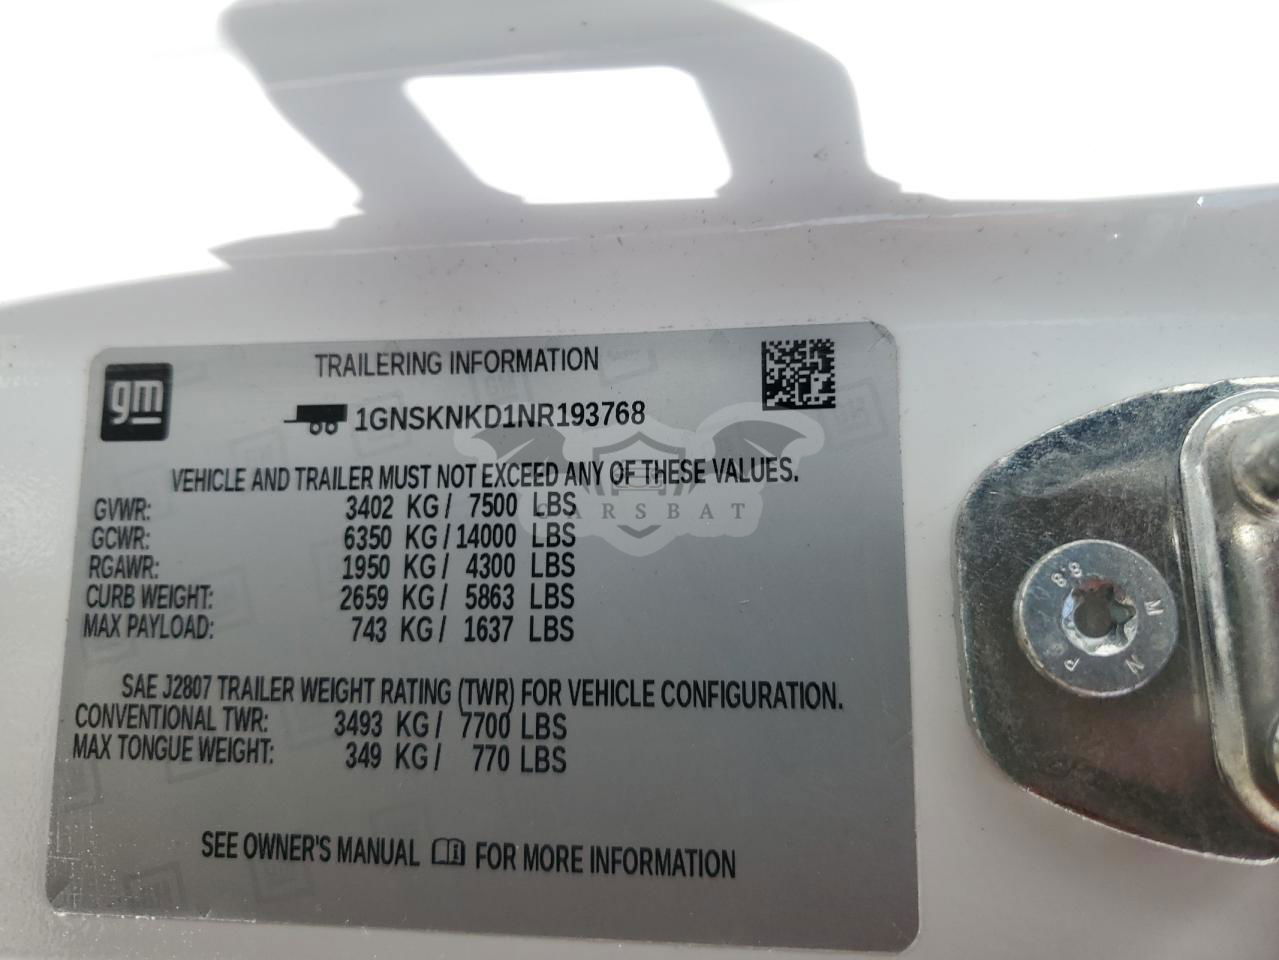 gm
TRAILERING INFORMATION
1GNSKNKD1NR193768
VEHICLE AND TRAILER MUST NOT EXCEED ANY OF THESE VALUES.
GVWR: 3402 KG/ 7500 LBS
GCWR: 6350 KG/14000 LBS
RGAWR: 1950 KG/ 4300 LBS
CURB WEIGHT: 2659 KG/ 5863 LBS
MAX PAYLOAD: 743 KG/ 1637 LBS
SAE J2807 TRAILER WEIGHT RATING (TWR) FOR VEHICLE CONFIGURATION.
CONVENTIONAL TWR: 3493 KG/ 7700 LBS
MAX TONGUE WEIGHT: 349 KG/ 770 LBS
SEE OWNER'S MANUAL FOR MORE INFORMATION
CARSBAT
8.8
M
N
P